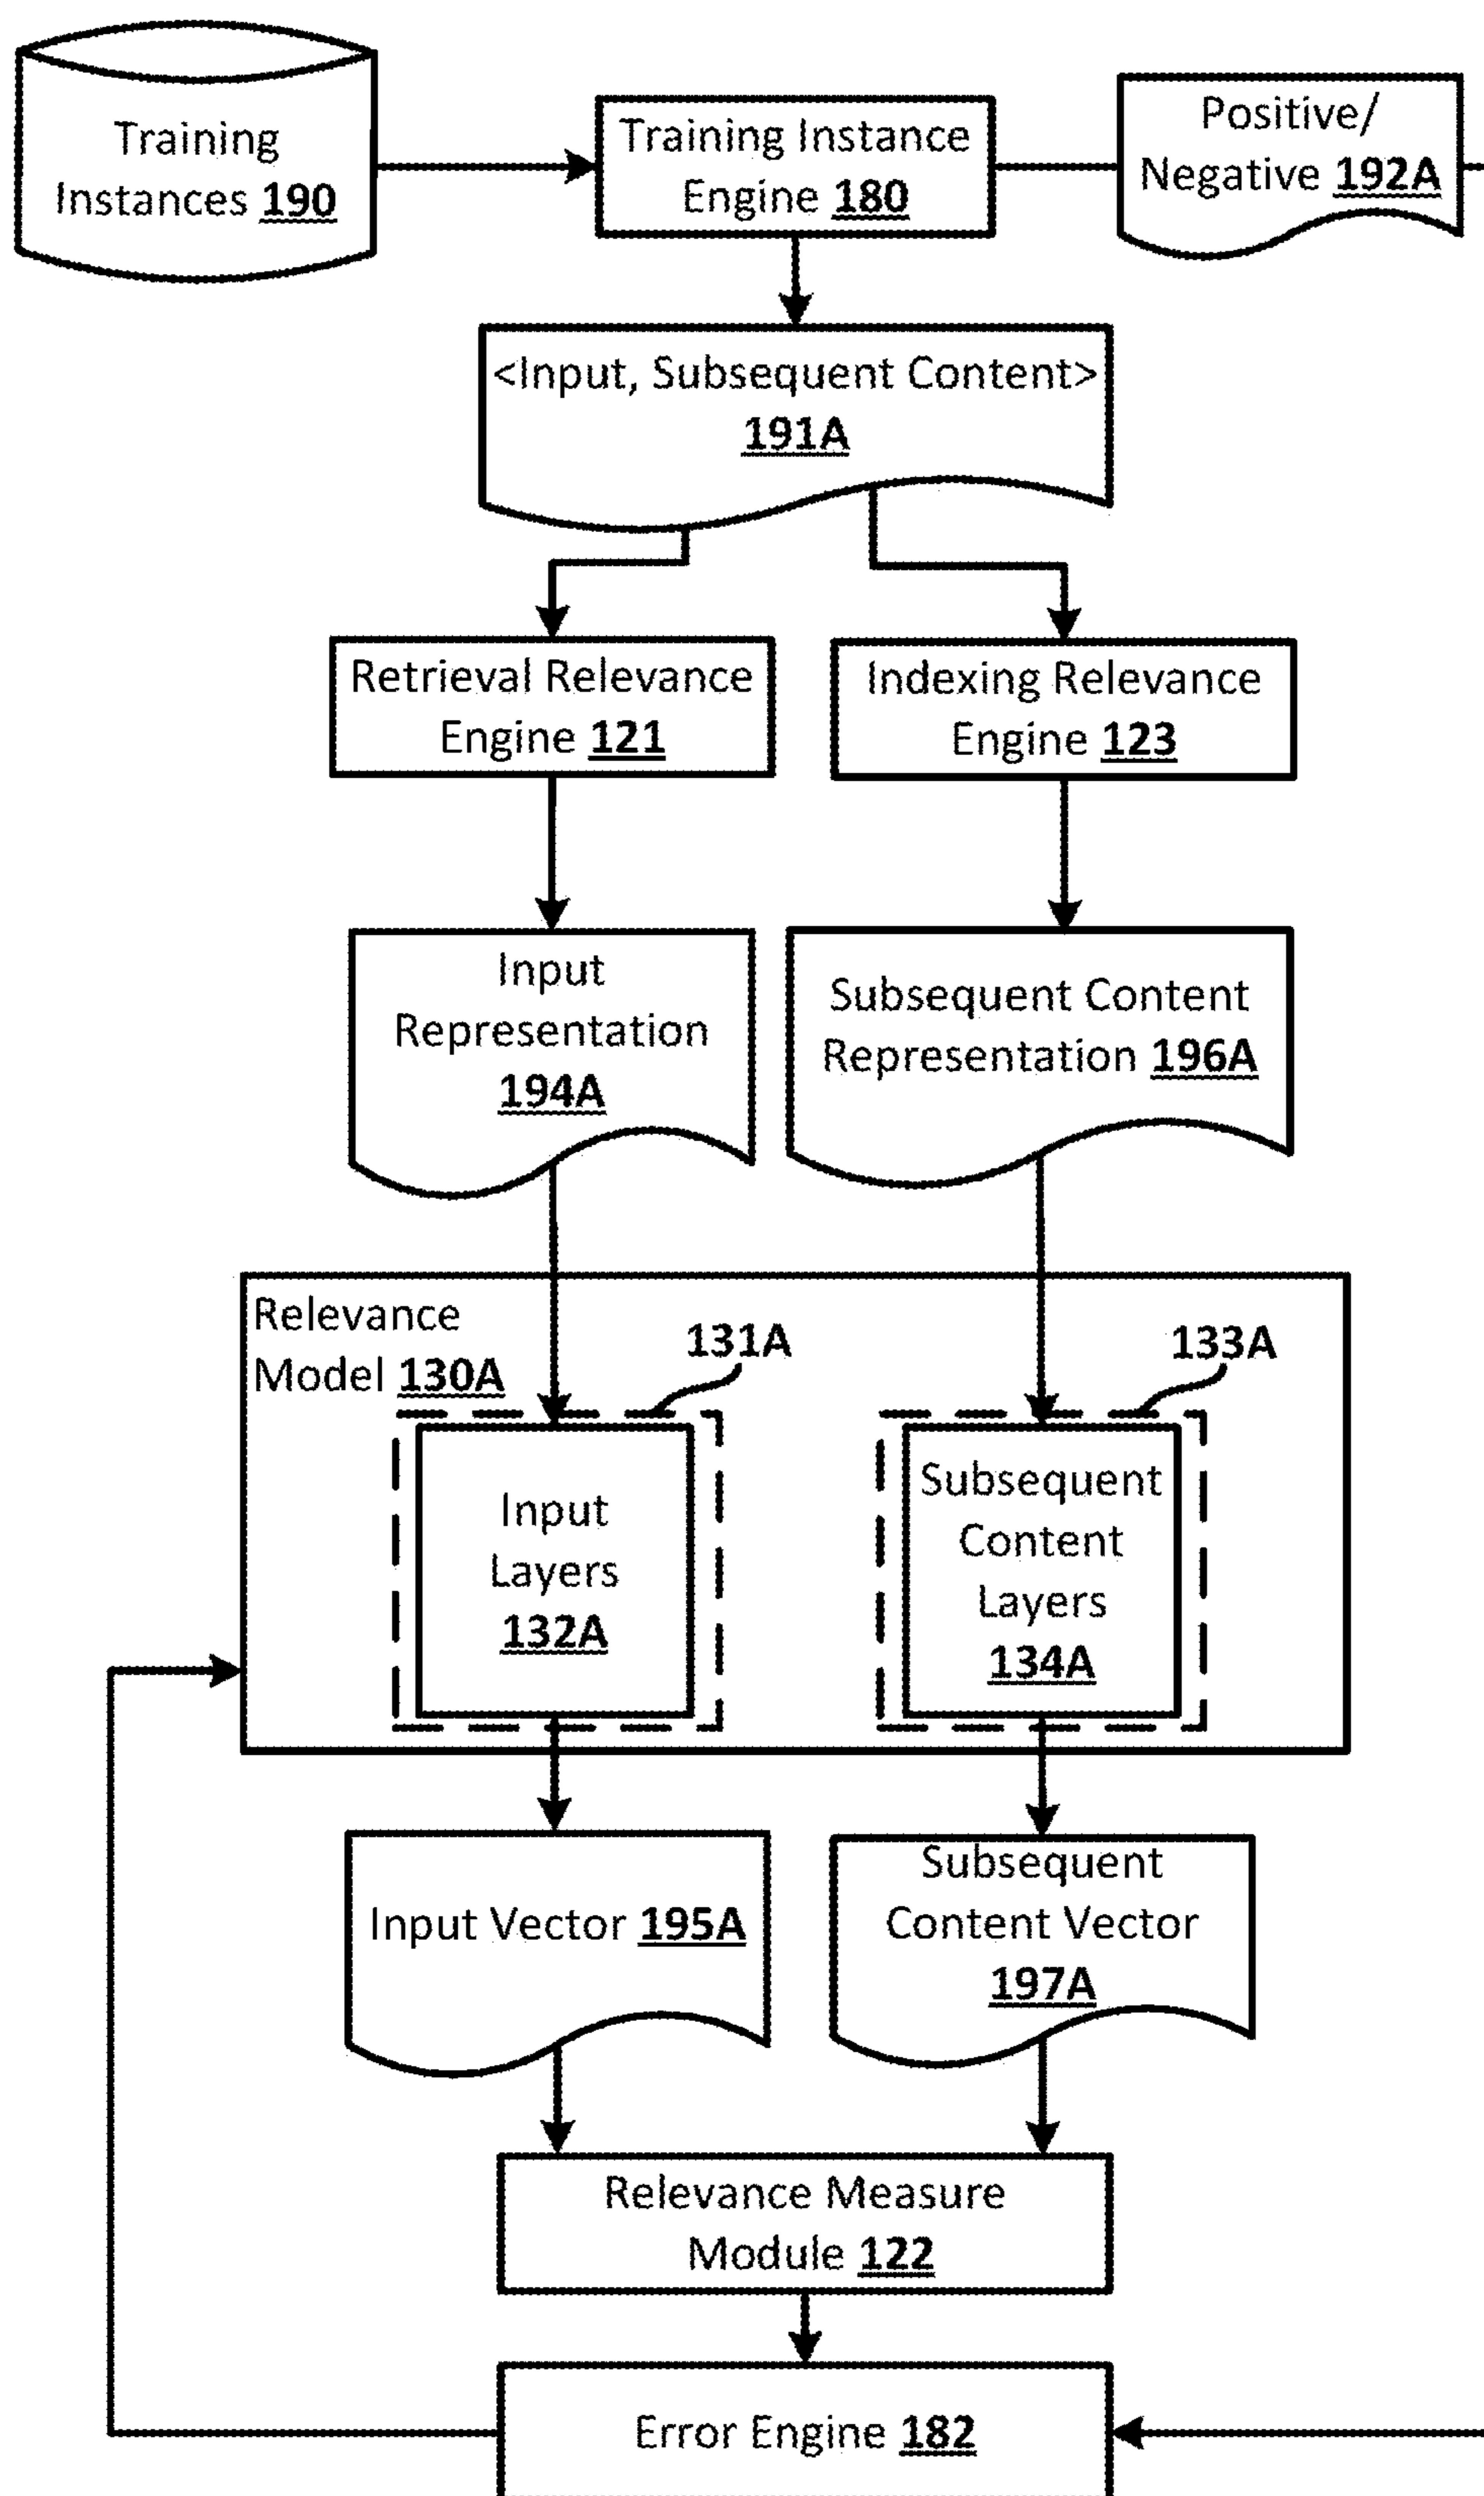 Training
Instances 190
Training Instance
Engine 180
Positive/
Negative 192A
<Input, Subsequent Content>
191A
Retrieval Relevance
Engine 121
Indexing Relevance
Engine 123
Input
Representation
194A
Subsequent Content
Representation 196A
Relevance
Model 130A
131A
133A
Input
Layers
132A
Subsequent
Content
Layers
134A
Input Vector 195A
Subsequent
Content Vector
197A
Relevance Measure
Module 122
Error Engine 182